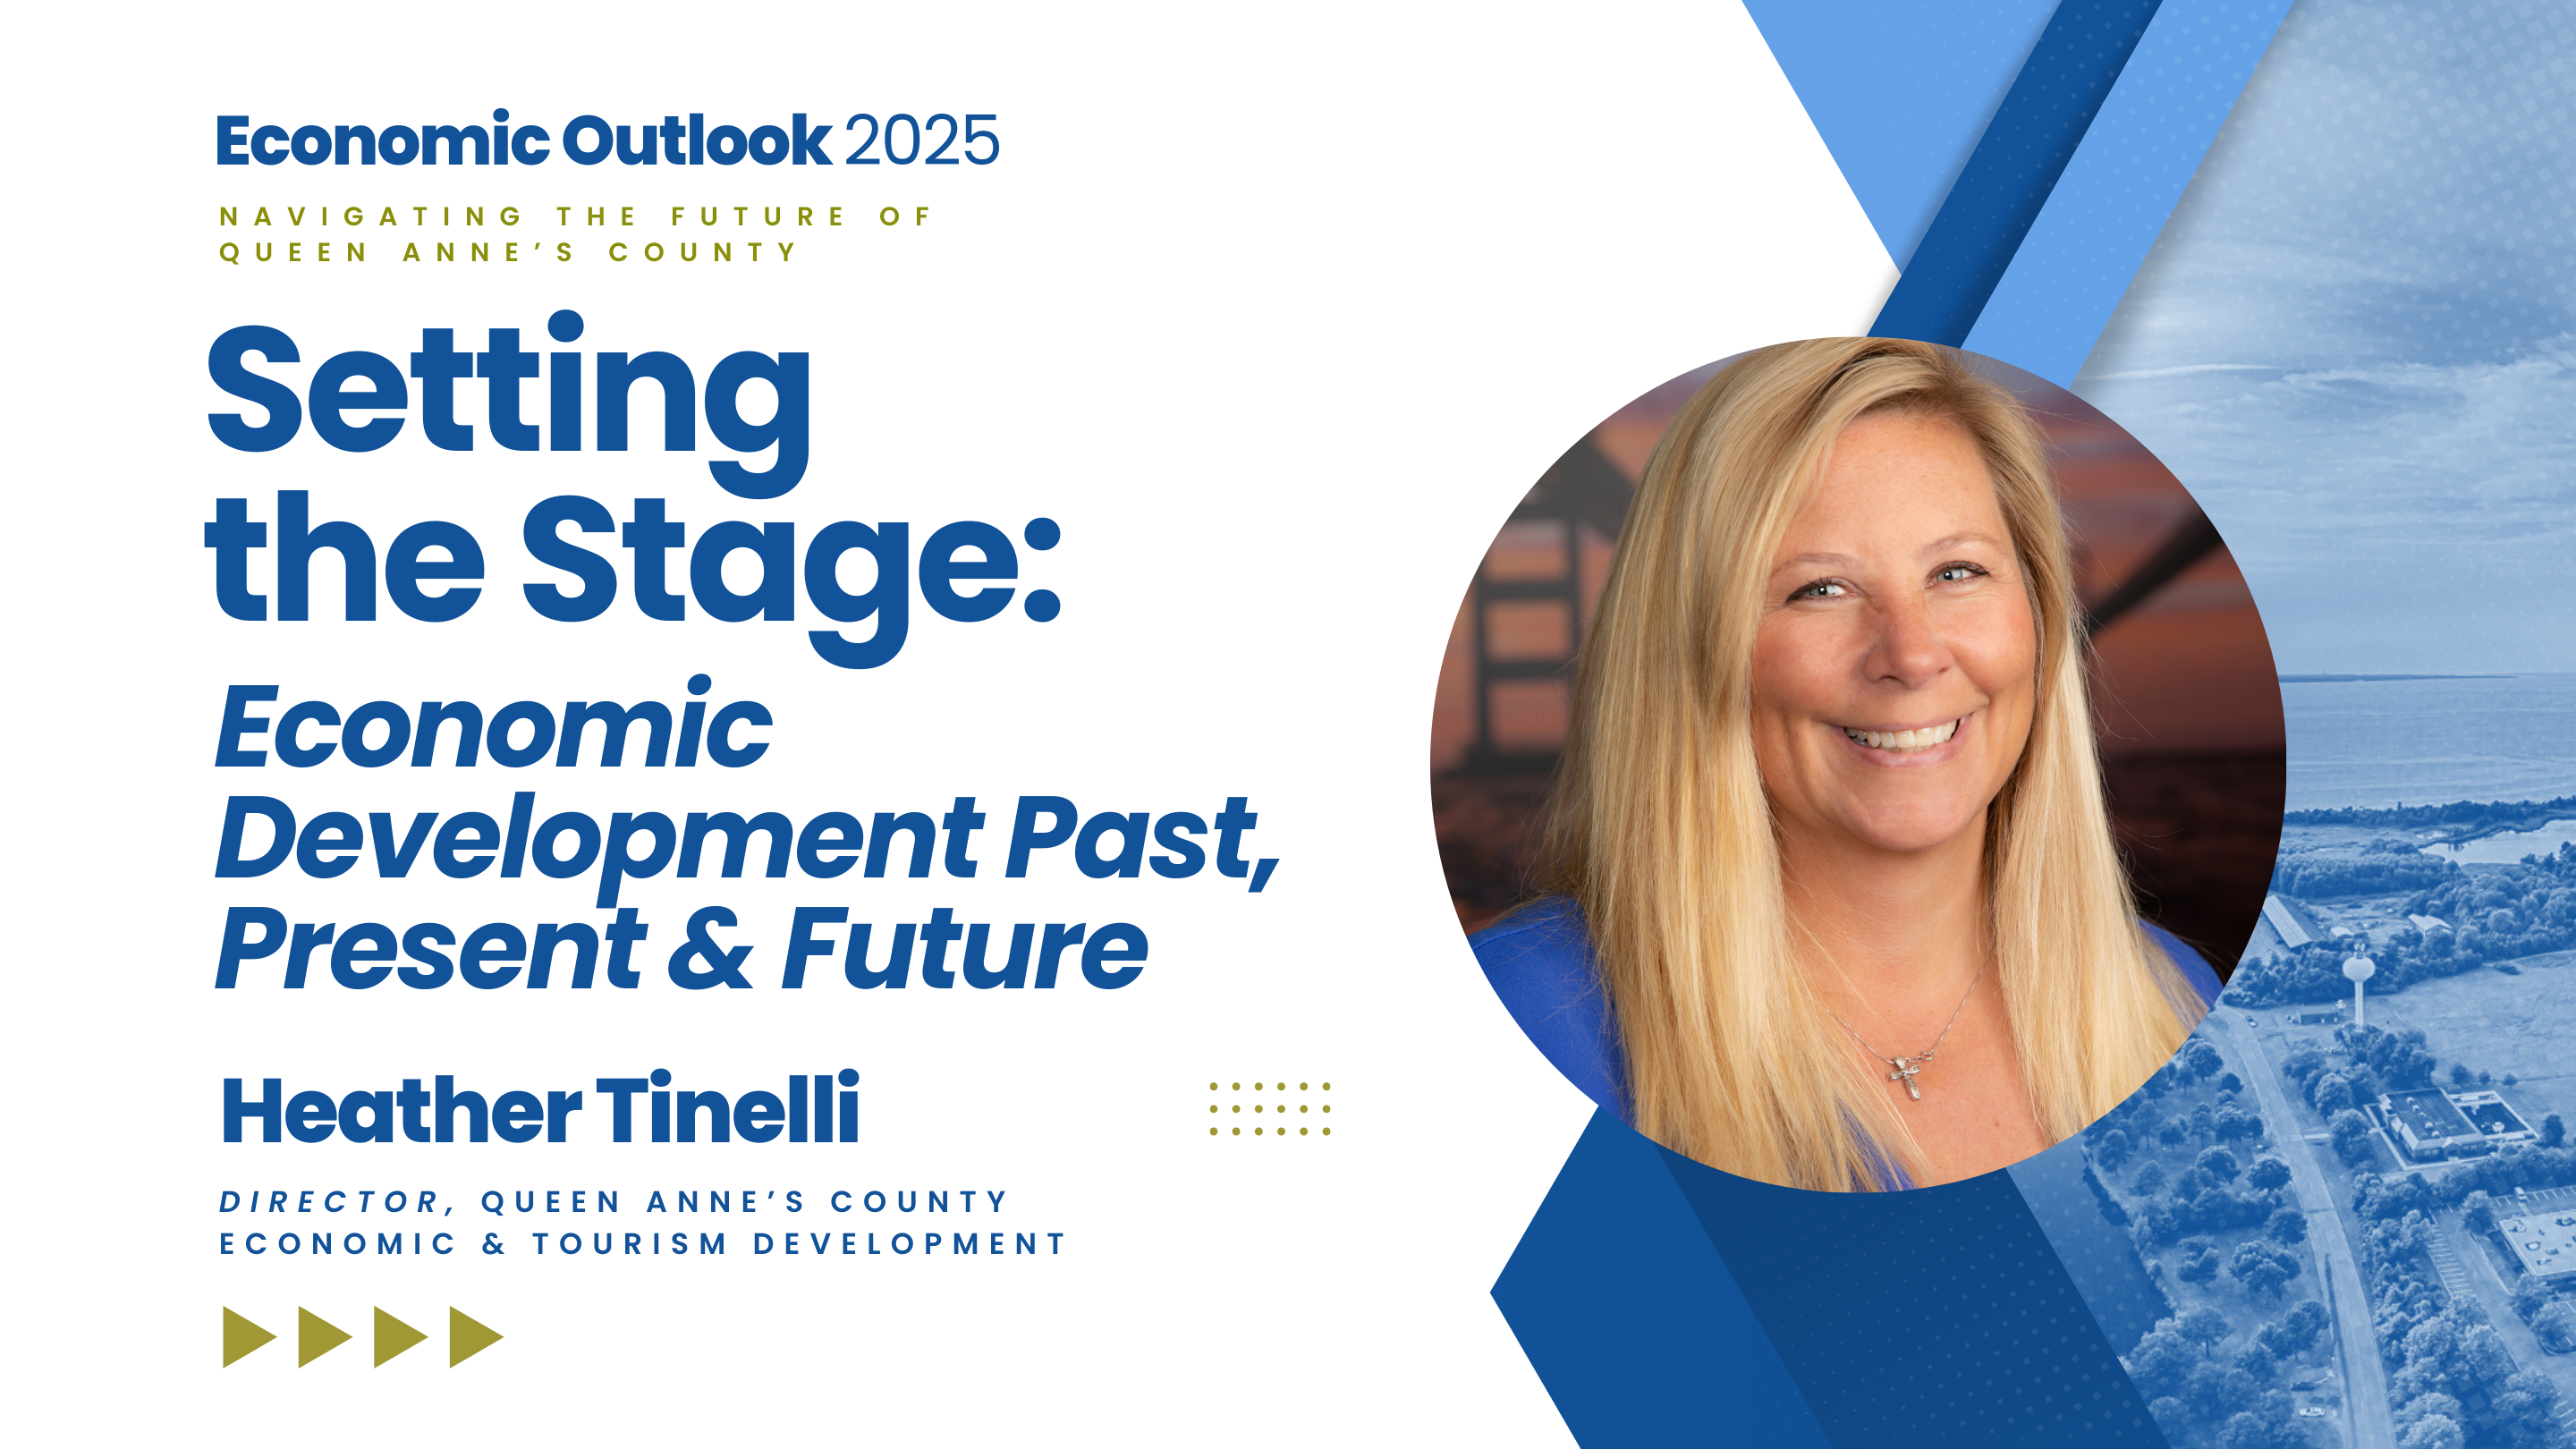 Economic Outlook 2025
NAVIGATING THE FUTURE OF
QUEEN ANNE’S COUNTY
Setting
the Stage:
Economic
Development Past,
Present & Future
Heather Tinelli
DIRECTOR, QUEEN ANNE’S COUNTY
ECONOMIC & TOURISM DEVELOPMENT